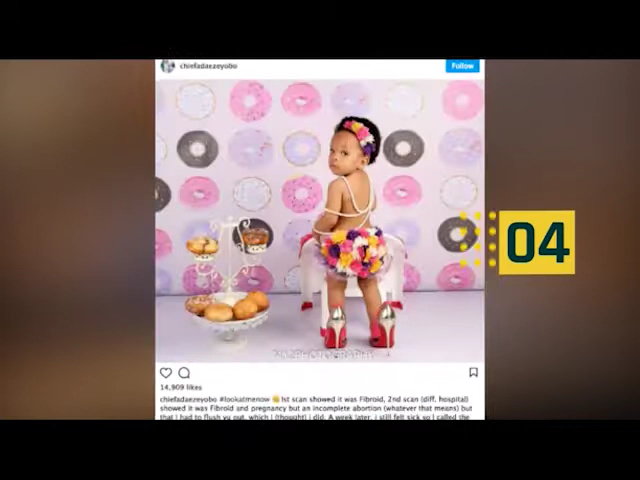 chiefadaezeyobo
Follow
04
14,909 likes
chiefadaezeyobo #lookatmenow 1st scan showed it was Fibroid, 2nd scan (diff. hospital)
showed it was Fibroid and pregnancy but an incomplete abortion (whatever that means) but
that I had to flush yu out, which i (thought) i did. A week later, i still felt sick so I called the